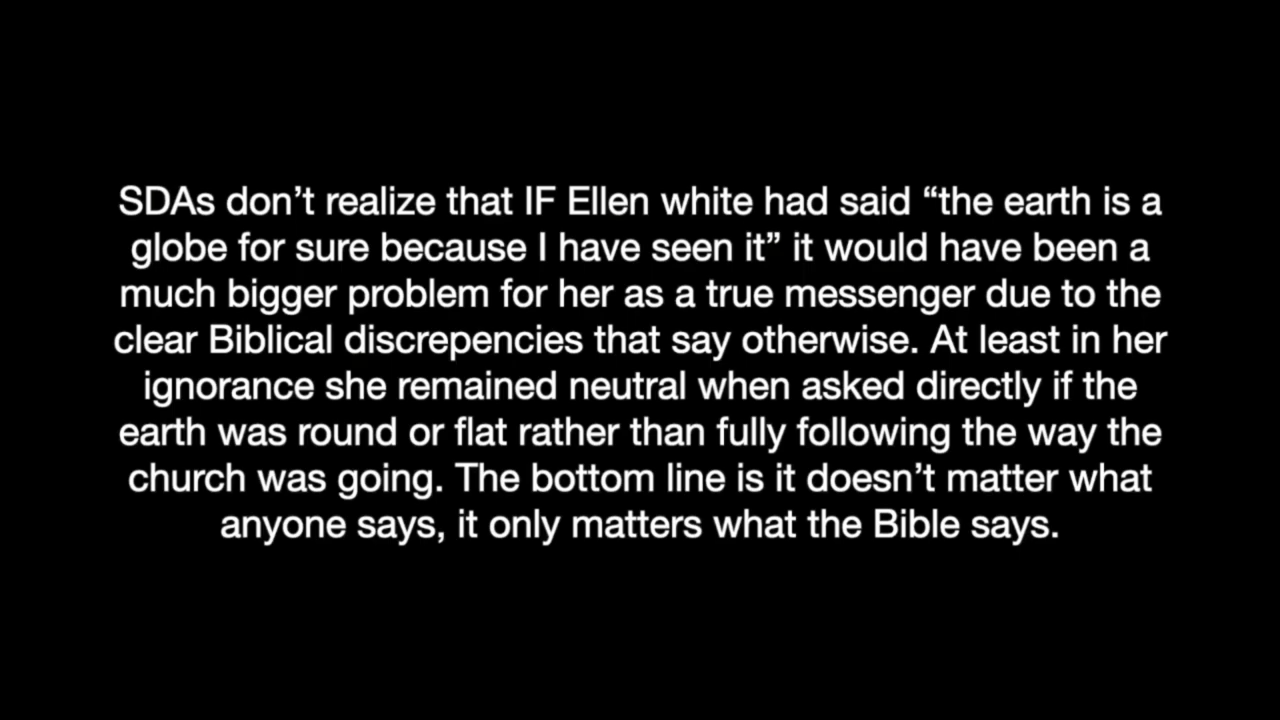 SDAs don’t realize that IF Ellen white had said “the earth is a
globe for sure because I have seen it” it would have been a
much bigger problem for her as a true messenger due to the
clear Biblical discrepencies that say otherwise. At least in her
ignorance she remained neutral when asked directly if the
earth was round or flat rather than fully following the way the
church was going. The bottom line is it doesn’t matter what
anyone says, it only matters what the Bible says.